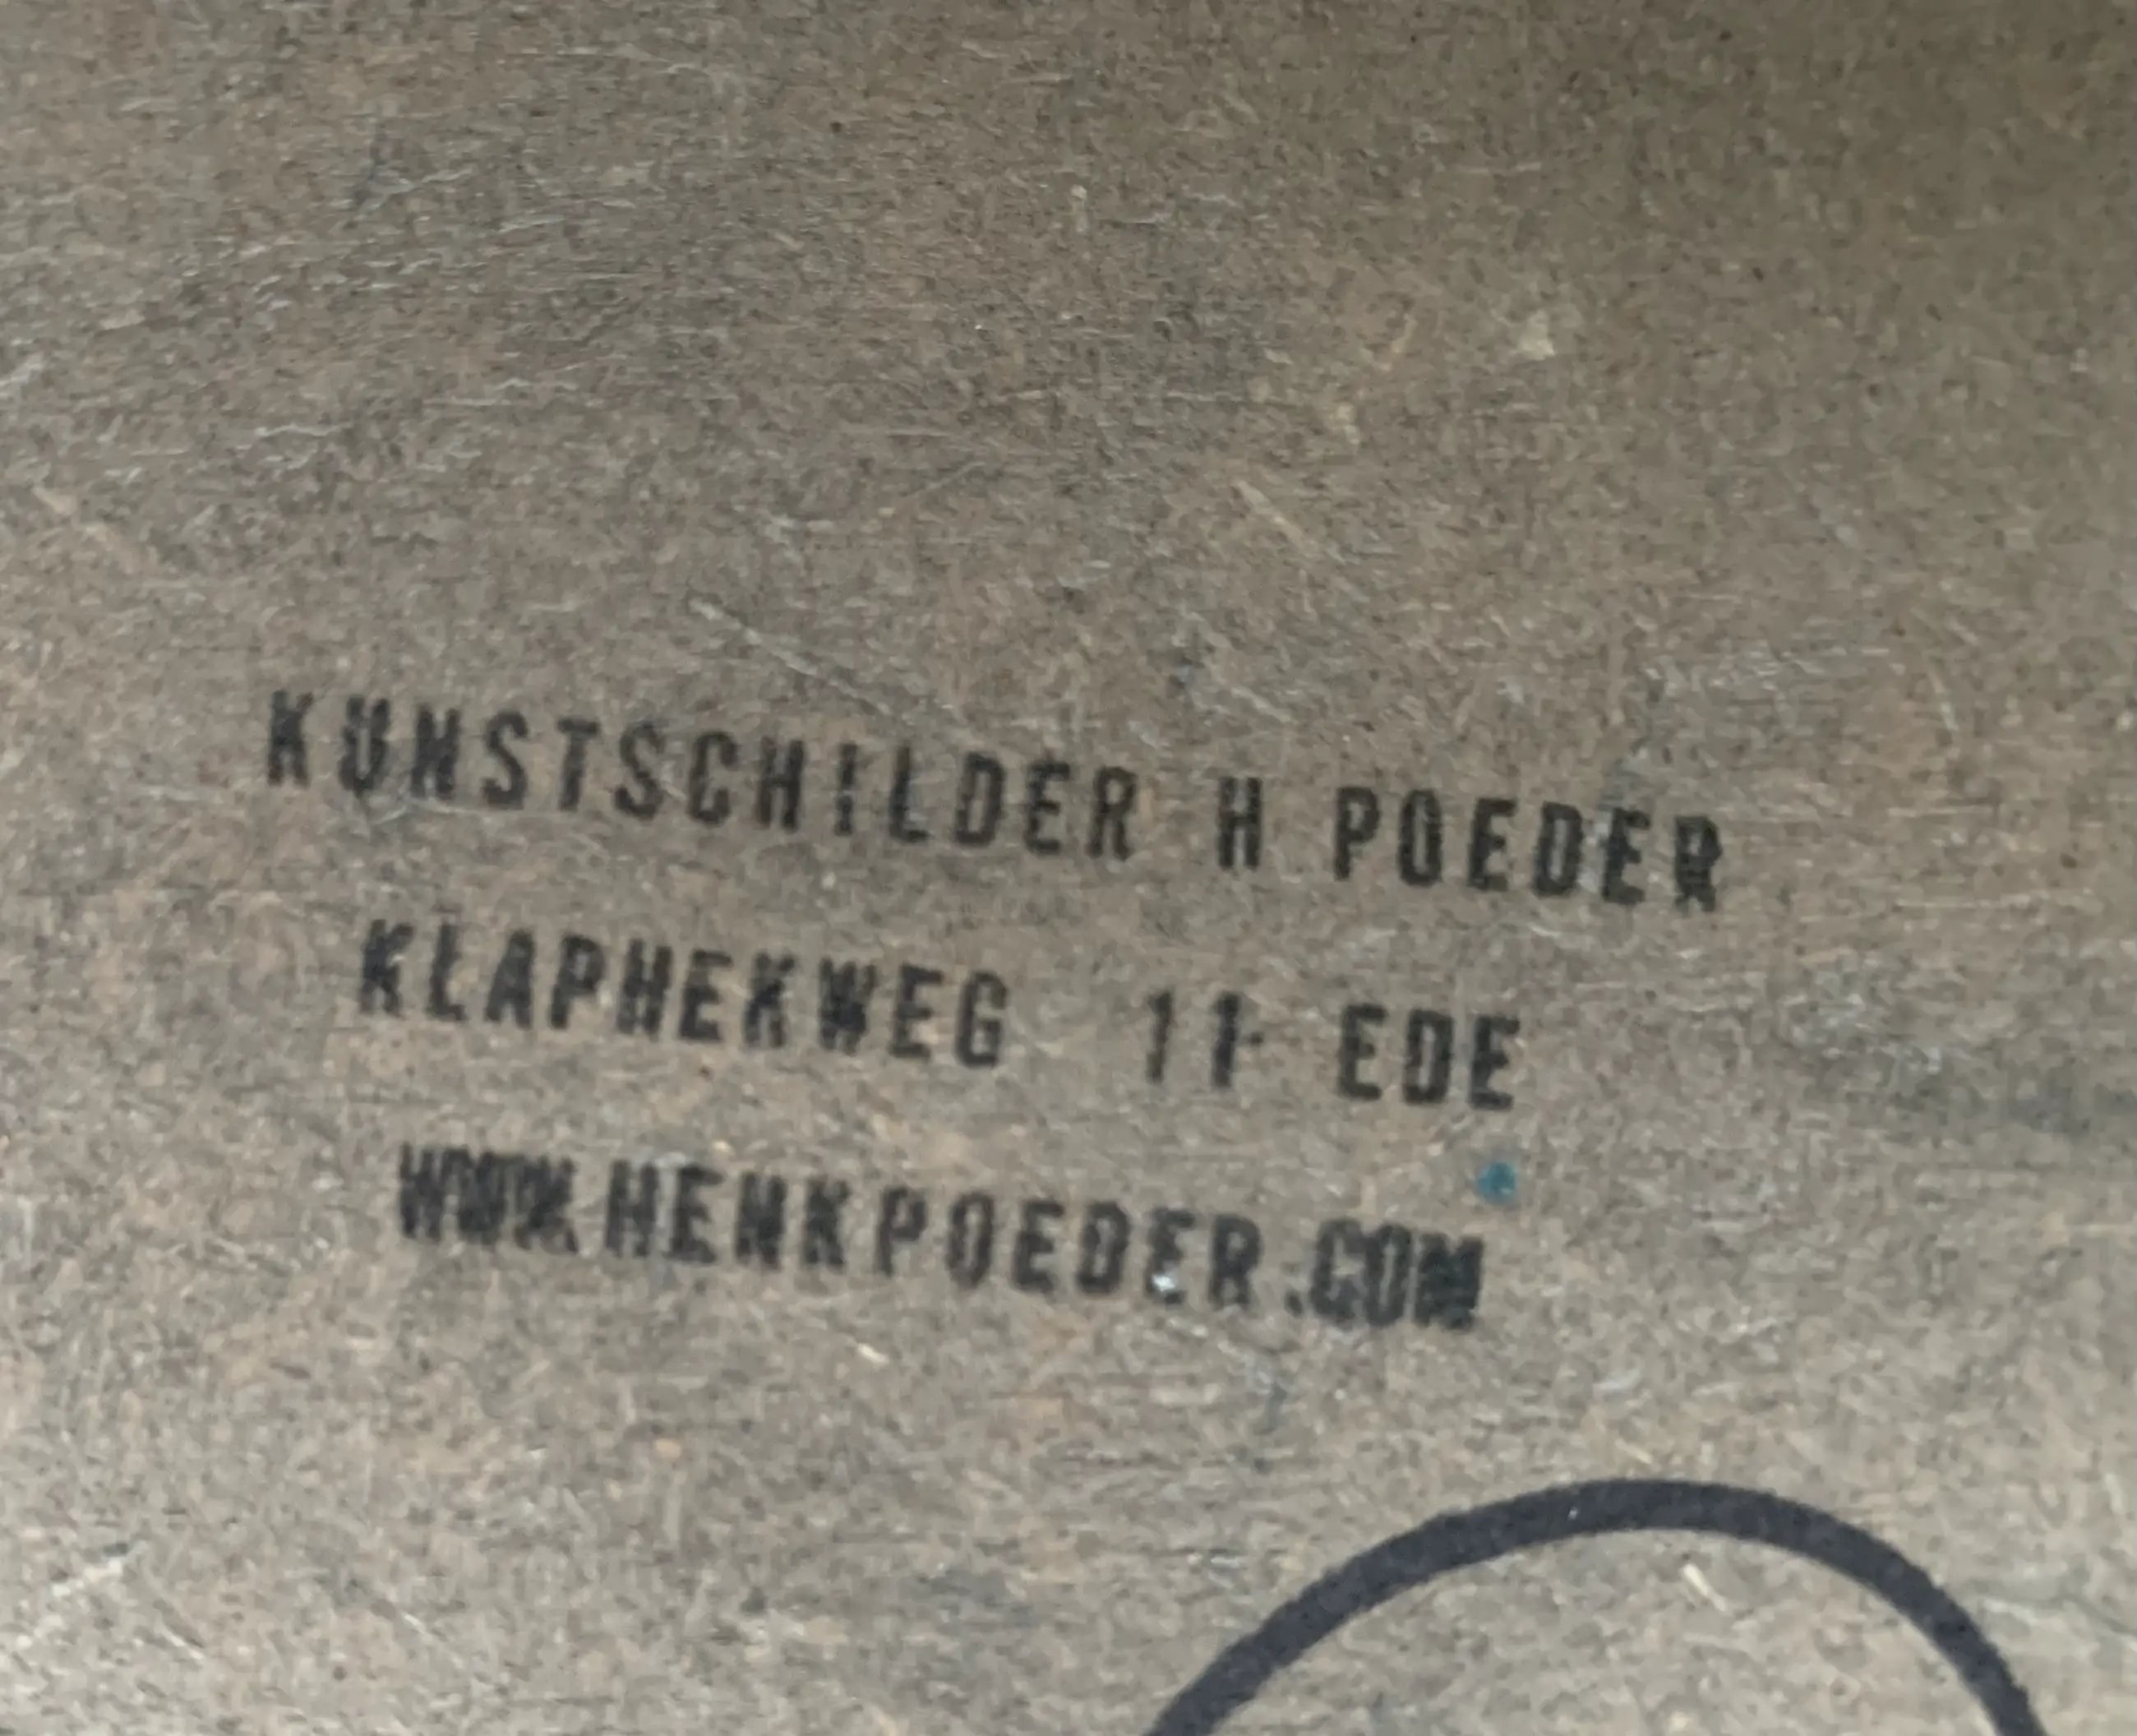 KUNSTSCHILDER H POEDER
KLAPHEKWEG 11 EDE
WWW.HENKPOEDER.COM